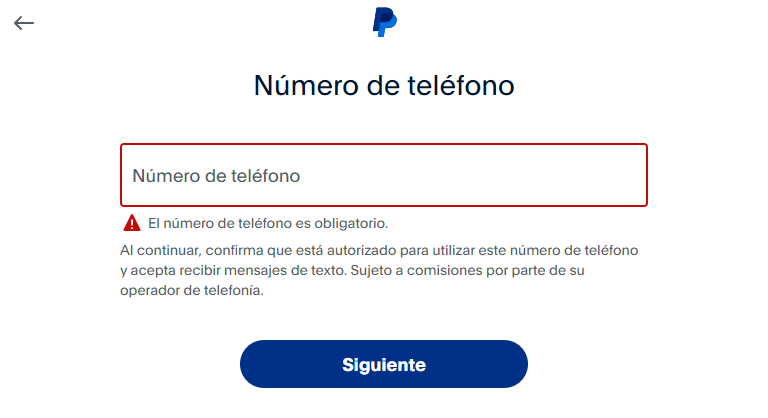 Número de teléfono
Número de teléfono
El número de teléfono es obligatorio.
Al continuar, confirma que está autorizado para utilizar este número de teléfono
y acepta recibir mensajes de texto. Sujeto a comisiones por parte de su
operador de telefonía.
Siguiente